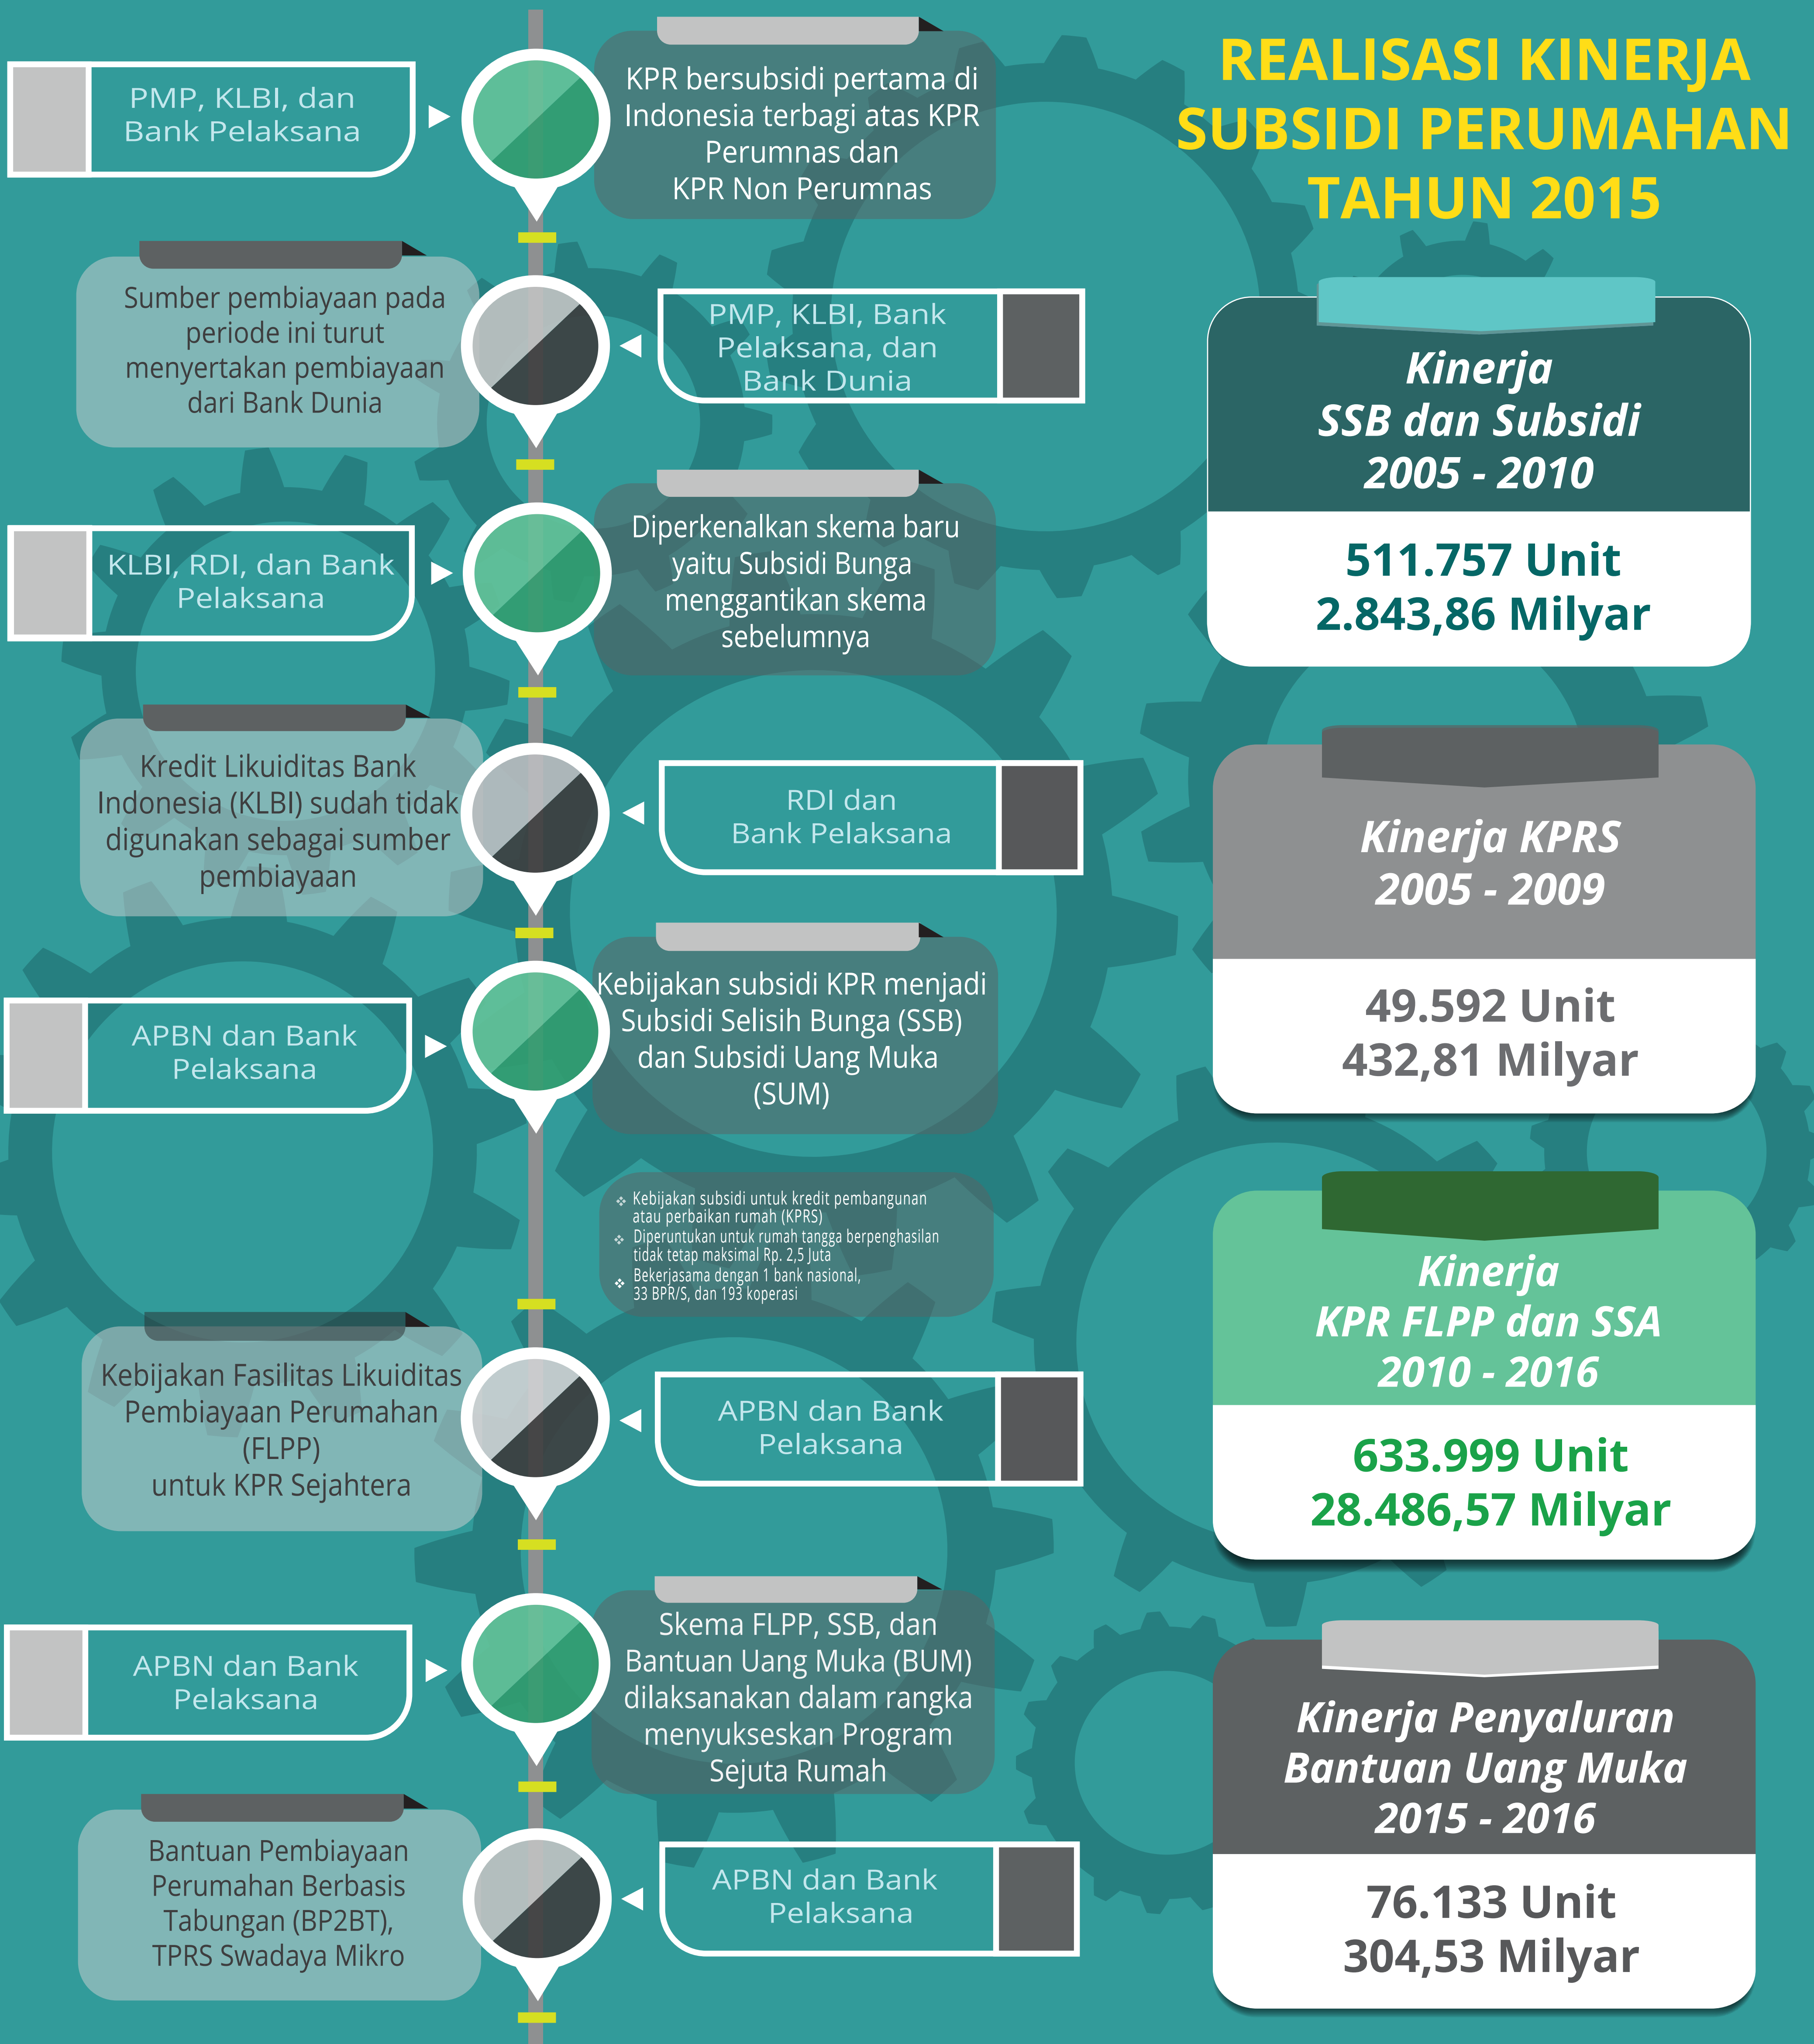 REALISASI KINERJA
SUBSIDI PERUMAHAN
TAHUN 2015
PMP, KLBI, dan
Bank Pelaksana
KPR bersubsidi pertama di
Indonesia terbagi atas KPR
Perumnas dan
KPR Non Perumnas
Sumber pembiayaan pada
periode ini turut
menyertakan pembiayaan
dari Bank Dunia
PMP, KLBI, Bank
Pelaksana, dan
Bank Dunia
KLBI, RDI, dan Bank
Pelaksana
Diperkenalkan skema baru
yaitu Subsidi Bunga
menggantikan skema
sebelumnya
Kredit Likuiditas Bank
Indonesia (KLBI) sudah tidak
digunakan sebagai sumber
pembiayaan
RDI dan
Bank Pelaksana
APBN dan Bank
Pelaksana
Kebijakan subsidi KPR menjadi
Subsidi Selisih Bunga (SSB)
dan Subsidi Uang Muka
(SUM)
❖ Kebijakan subsidi untuk kredit pembangunan
atau perbaikan rumah (KPRS)
❖ Diperuntukan untuk rumah tangga berpenghasilan
tidak tetap maksimal Rp. 2,5 Juta
❖ Bekerjasama dengan 1 bank nasional,
33 BPR/S, dan 193 koperasi
Kebijakan Fasilitas Likuiditas
Pembiayaan Perumahan
(FLPP)
untuk KPR Sejahtera
APBN dan Bank
Pelaksana
APBN dan Bank
Pelaksana
Skema FLPP, SSB, dan
Bantuan Uang Muka (BUM)
dilaksanakan dalam rangka
menyukseskan Program
Sejuta Rumah
Bantuan Pembiayaan
Perumahan Berbasis
Tabungan (BP2BT),
TPRS Swadaya Mikro
APBN dan Bank
Pelaksana
Kinerja
SSB dan Subsidi
2005 - 2010
511.757 Unit
2.843,86 Milyar
Kinerja KPRS
2005 - 2009
49.592 Unit
432,81 Milyar
Kinerja
KPR FLPP dan SSA
2010 - 2016
633.999 Unit
28.486,57 Milyar
Kinerja Penyaluran
Bantuan Uang Muka
2015 - 2016
76.133 Unit
304,53 Milyar